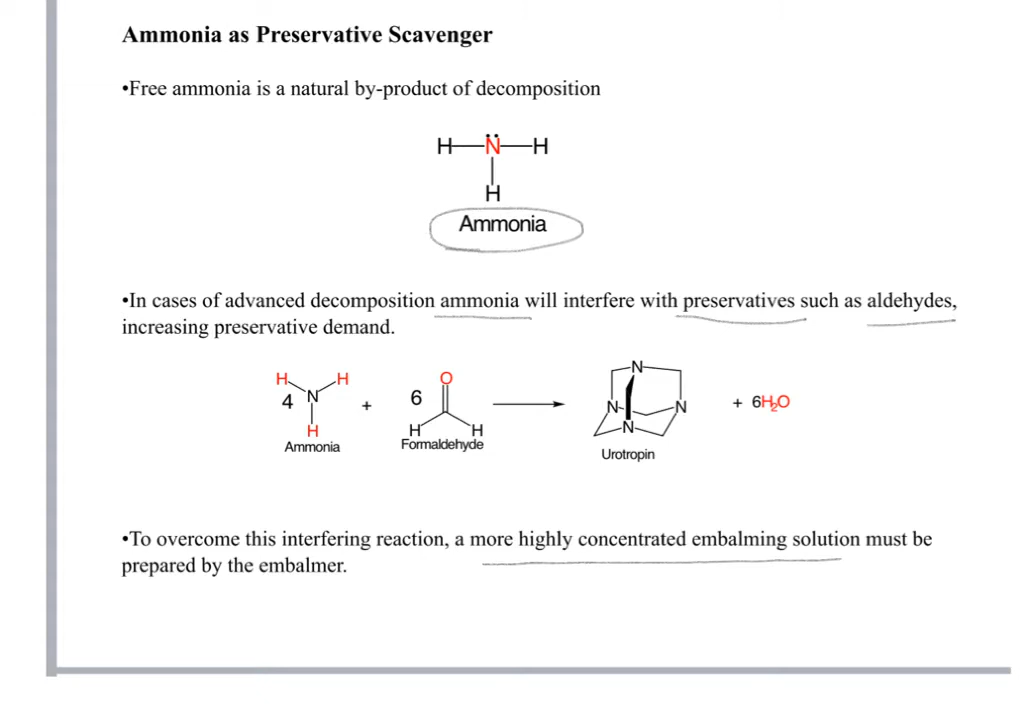 Ammonia as Preservative Scavenger
•Free ammonia is a natural by-product of decomposition
H—N̈—H
H
Ammonia
•In cases of advanced decomposition ammonia will interfere with preservatives such as aldehydes,
increasing preservative demand.
H H O N
4 N + 6 N N + 6H₂O
H H H N
Ammonia Formaldehyde Urotropin
•To overcome this interfering reaction, a more highly concentrated embalming solution must be
prepared by the embalmer.